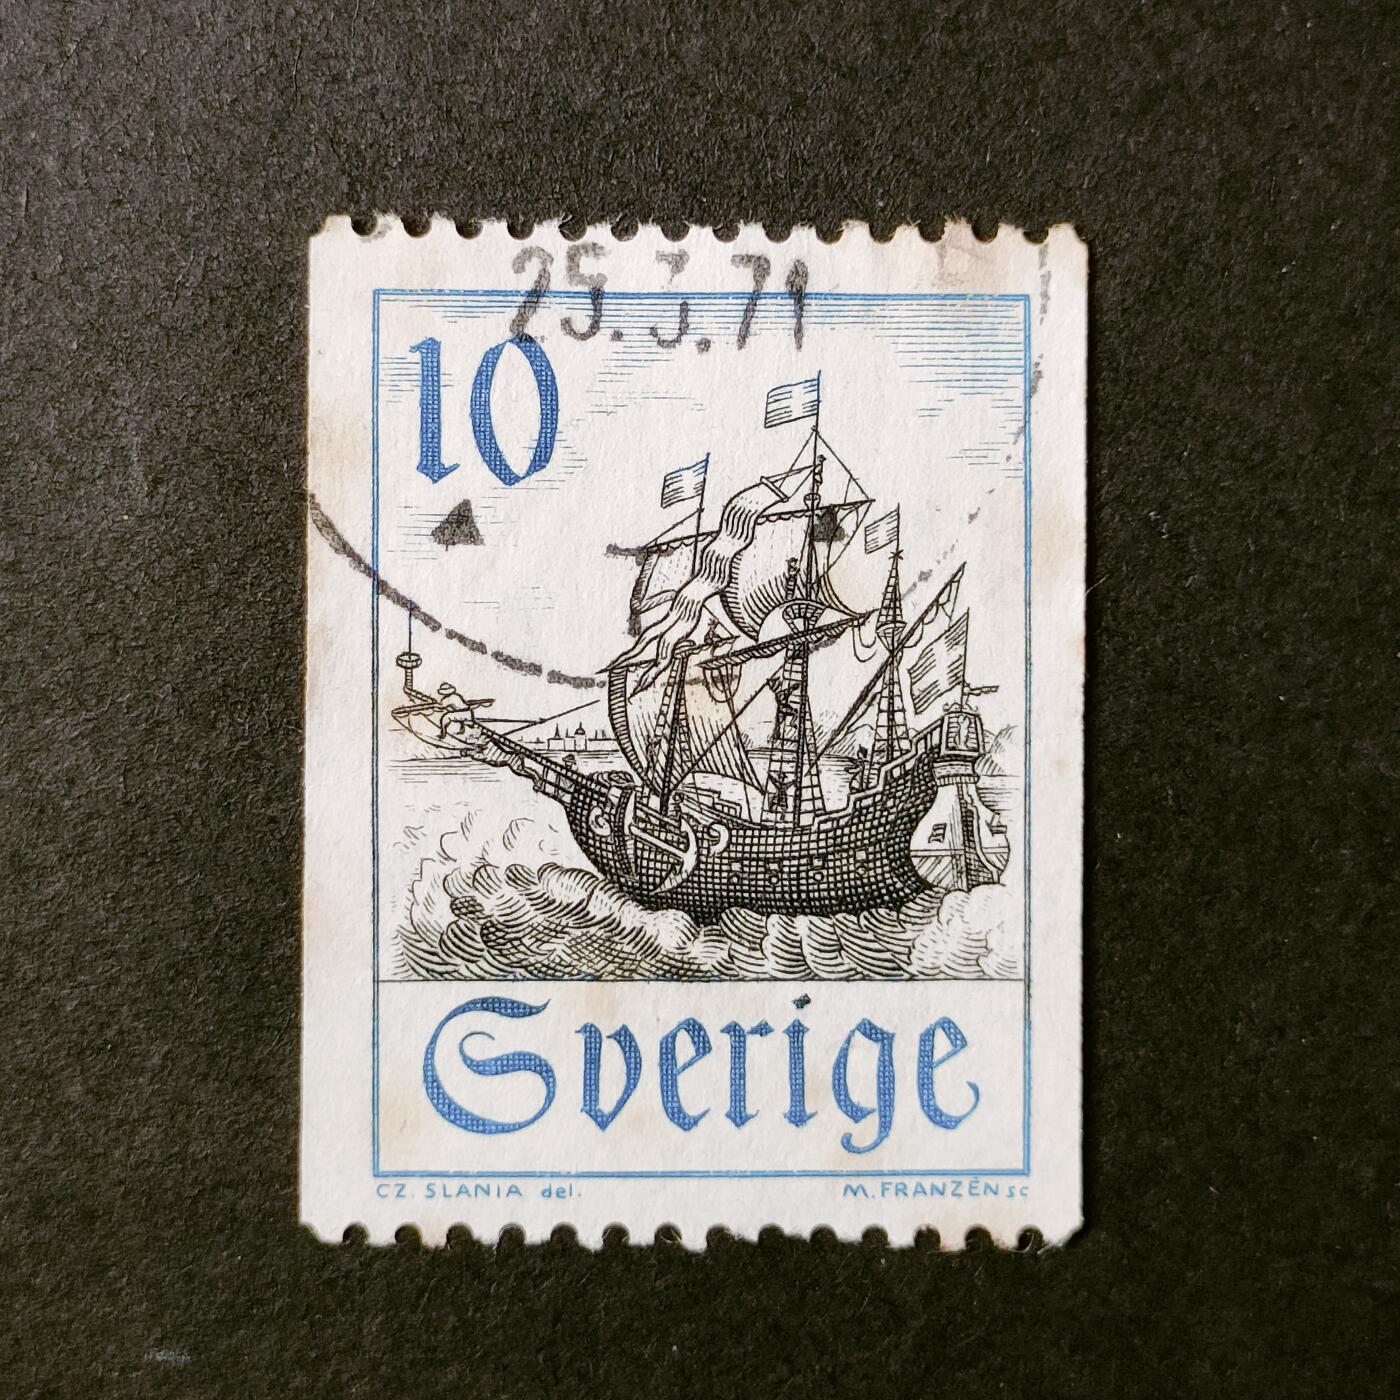 25.3.71
10
Sverige
CZ. SLANIA del.
M. FRANZÉN sc